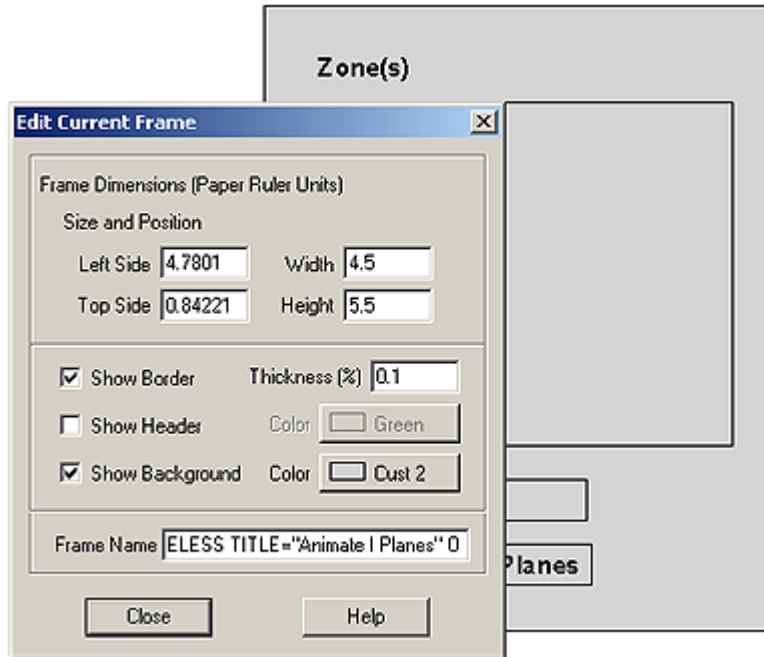 Zone(s)
Edit Current Frame
Frame Dimensions (Paper Ruler Units)
Size and Position
Left Side 4.7801 Width 4.5
Top Side 0.84221 Height 5.5
Show Border Thickness (%) 0.1
Show Header Color Green
Show Background Color Cust 2
Frame Name ELESS TITLE="Animate I Planes" O
Planes
Close Help